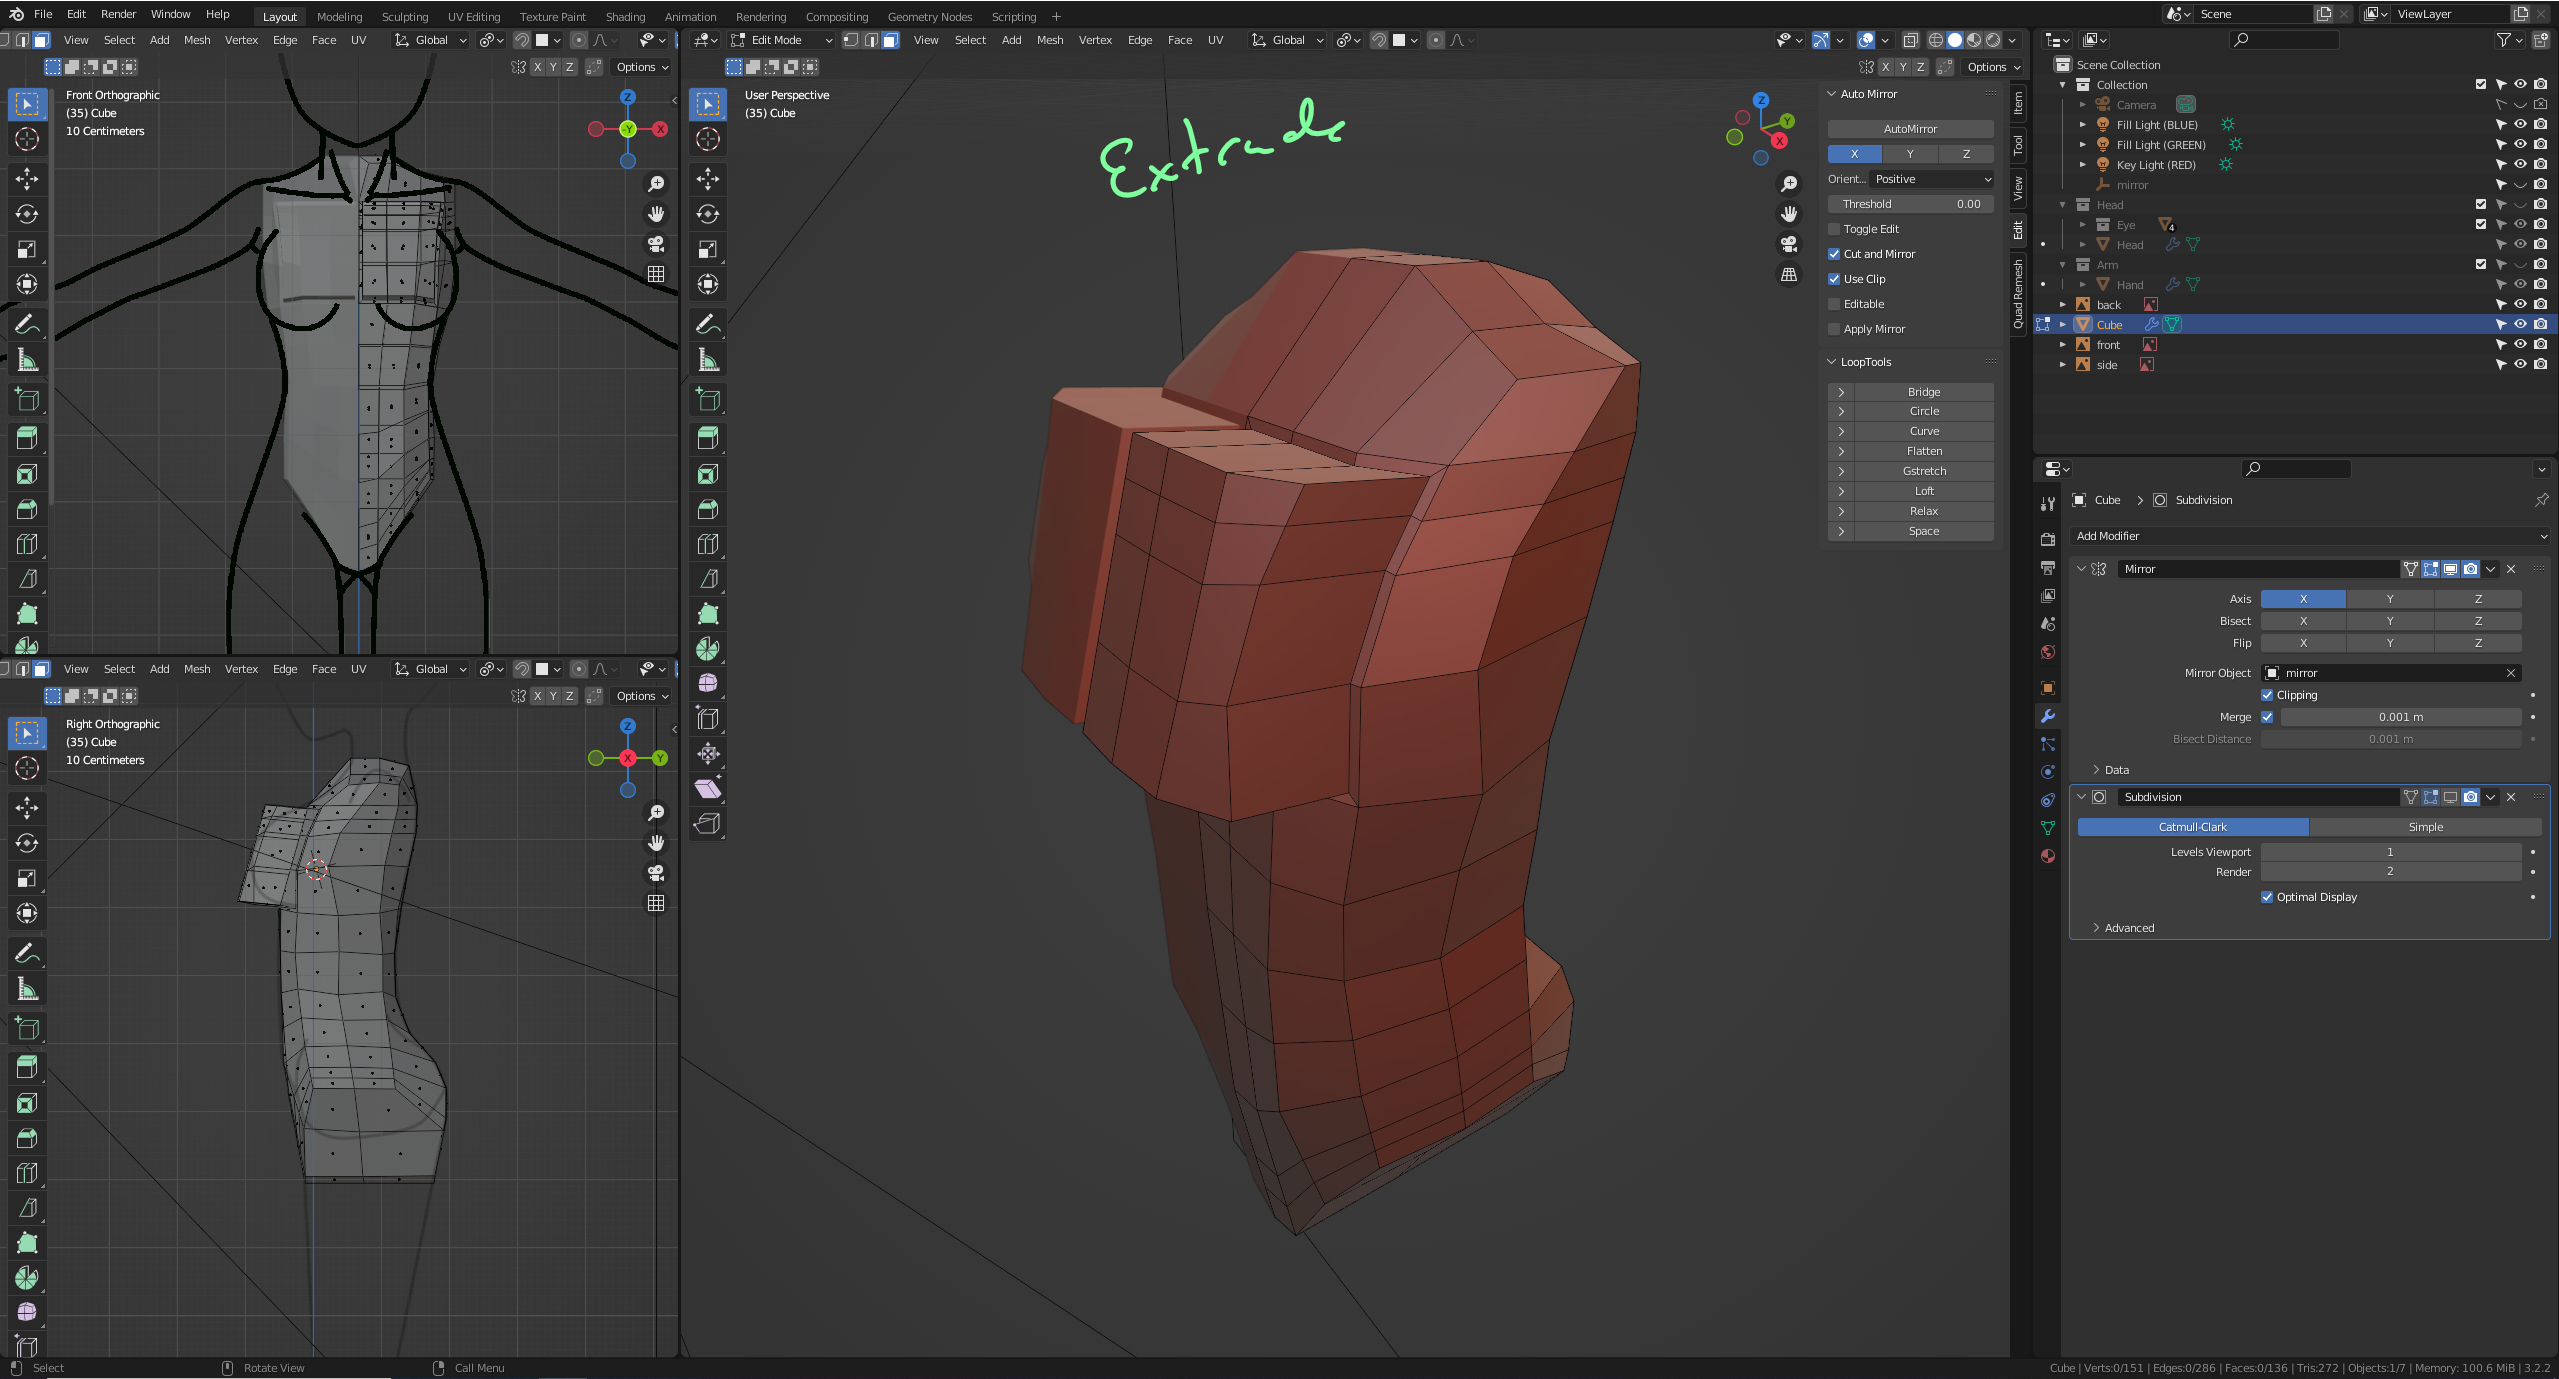 File Edit Render Window Help Layout Modeling Sculpting UV Editing Texture Paint Shading Animation Rendering Compositing Geometry Nodes Scripting + Scene ViewLayer
View Select Add Mesh Vertex Edge Face UV Global
X Y Z Options
Front Orthographic
(35) Cube
10 Centimeters
Z
-Y
X
View Select Add Mesh Vertex Edge Face UV Global
X Y Z Options
Right Orthographic
(35) Cube
10 Centimeters
Z
X
Y
Edit Mode View Select Add Mesh Vertex Edge Face UV Global
X Y Z Options
User Perspective
(35) Cube
Extrude
Z
Y
X
Auto Mirror
AutoMirror
X Y Z
Orient... Positive
Threshold 0.00
Toggle Edit
Cut and Mirror
Use Clip
Editable
Apply Mirror
LoopTools
Bridge
Circle
Curve
Flatten
Gstretch
Loft
Relax
Space
Item
Tool
View
Edit
Quad Remesh
Scene Collection
Collection
Camera
Fill Light (BLUE)
Fill Light (GREEN)
Key Light (RED)
mirror
Head
Eye 4
Head
Arm
Hand
back
Cube
front
side
Cube > Subdivision
Add Modifier
Mirror
Axis X Y Z
Bisect X Y Z
Flip X Y Z
Mirror Object mirror
Clipping
Merge 0.001 m
Bisect Distance 0.001 m
Data
Subdivision
Catmull-Clark Simple
Levels Viewport 1
Render 2
Optimal Display
Advanced
Select Rotate View Call Menu
Cube | Verts:0/151 | Edges:0/286 | Faces:0/136 | Tris:272 | Objects:1/7 | Memory: 100.6 MiB | 3.2.2